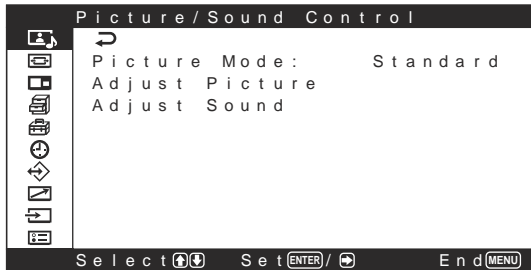 Picture/Sound Control
Picture Mode: Standard
Adjust Picture
Adjust Sound
Select Set ENTER / End MENU